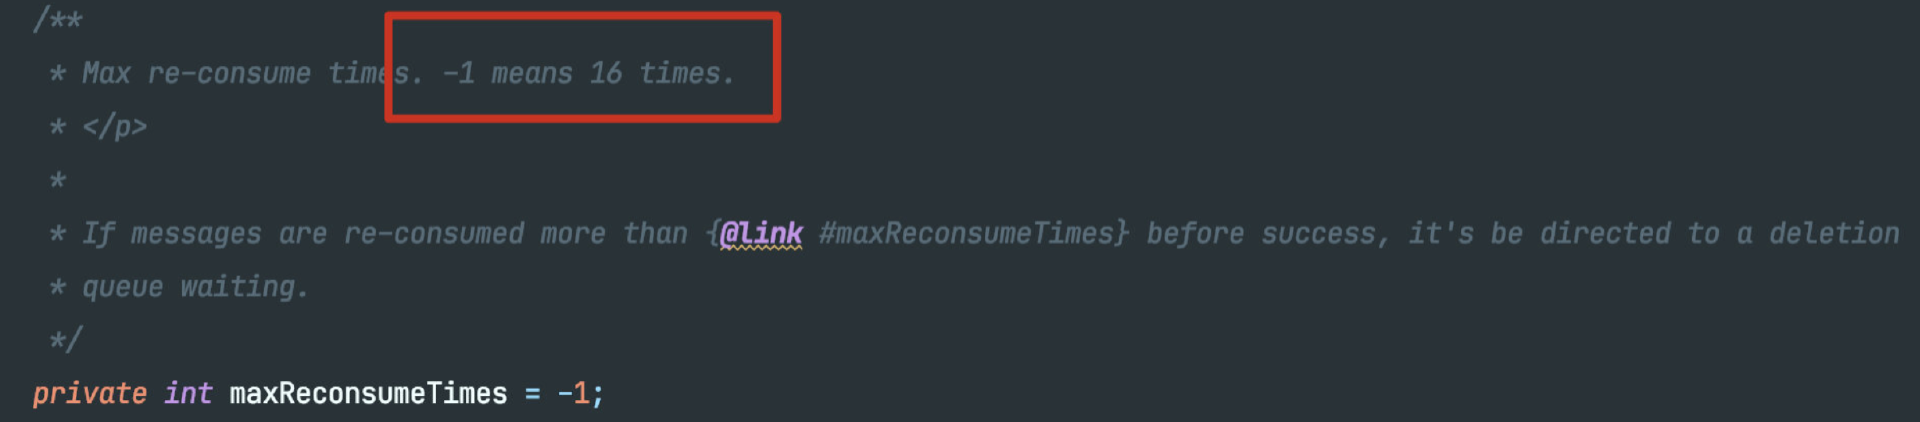 /**
* Max re-consume times. -1 means 16 times.
* </p>
*
* If messages are re-consumed more than {@link #maxReconsumeTimes} before success, it's be directed to a deletion
* queue waiting.
*/
private int maxReconsumeTimes = -1;